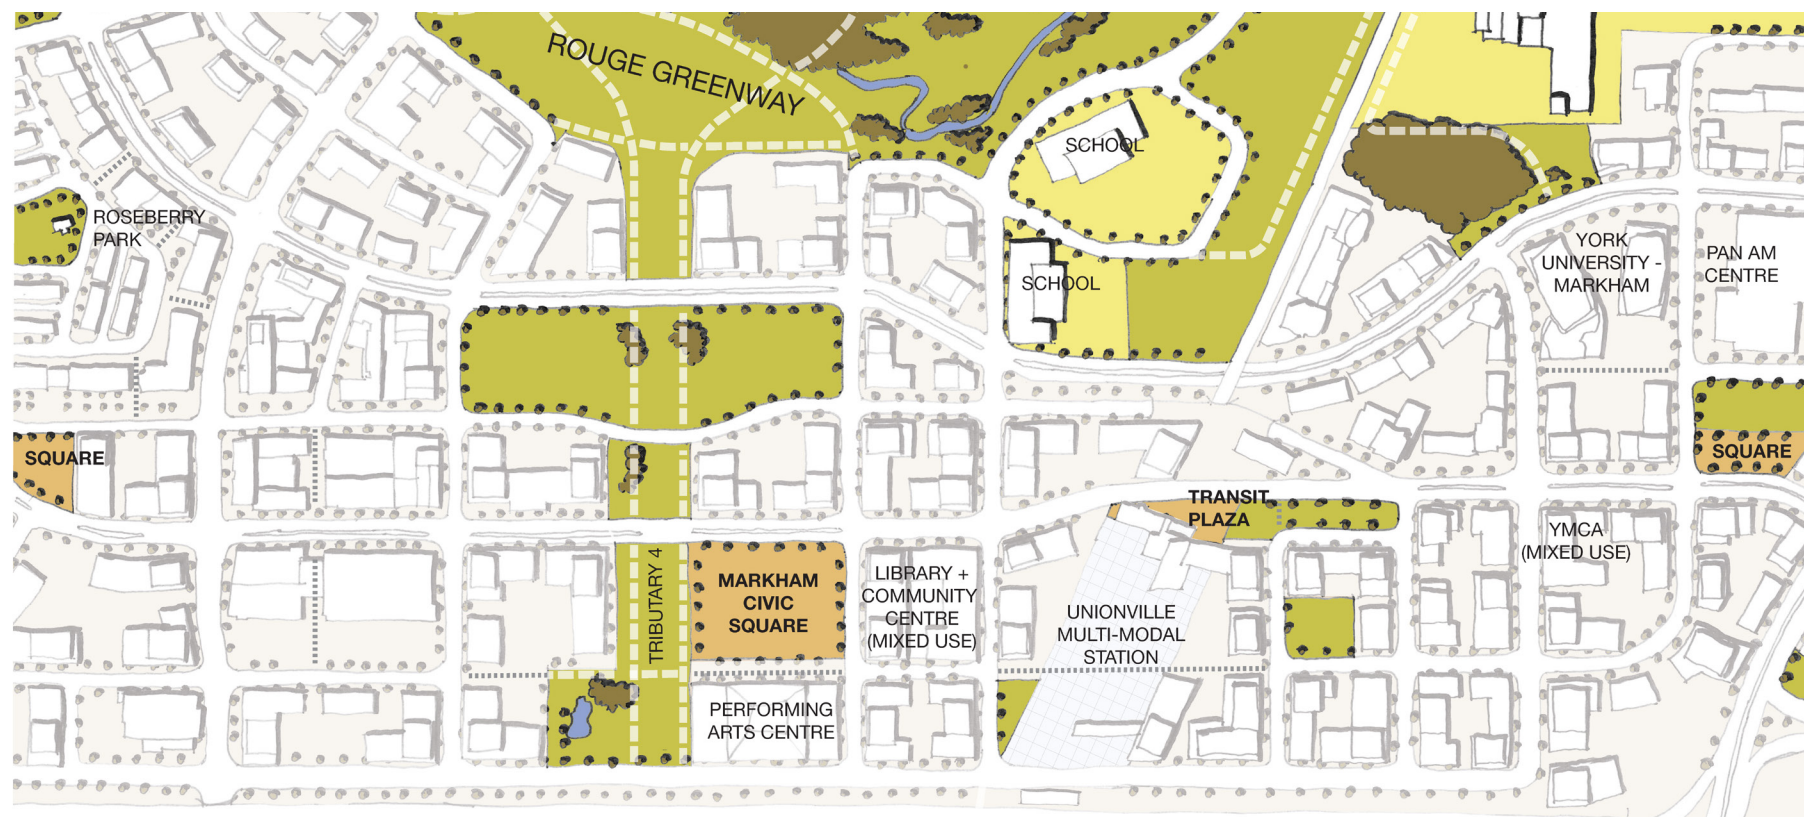 ROUGE GREENWAY
SCHOOL
ROSEBERRY
PARK
YORK
UNIVERSITY -
MARKHAM
PAN AM
CENTRE
SCHOOL
SQUARE
SQUARE
TRANSIT
PLAZA
YMCA
(MIXED USE)
TRIBUTARY 4
MARKHAM
CIVIC
SQUARE
LIBRARY +
COMMUNITY
CENTRE
(MIXED USE)
UNIONVILLE
MULTI-MODAL
STATION
PERFORMING
ARTS CENTRE